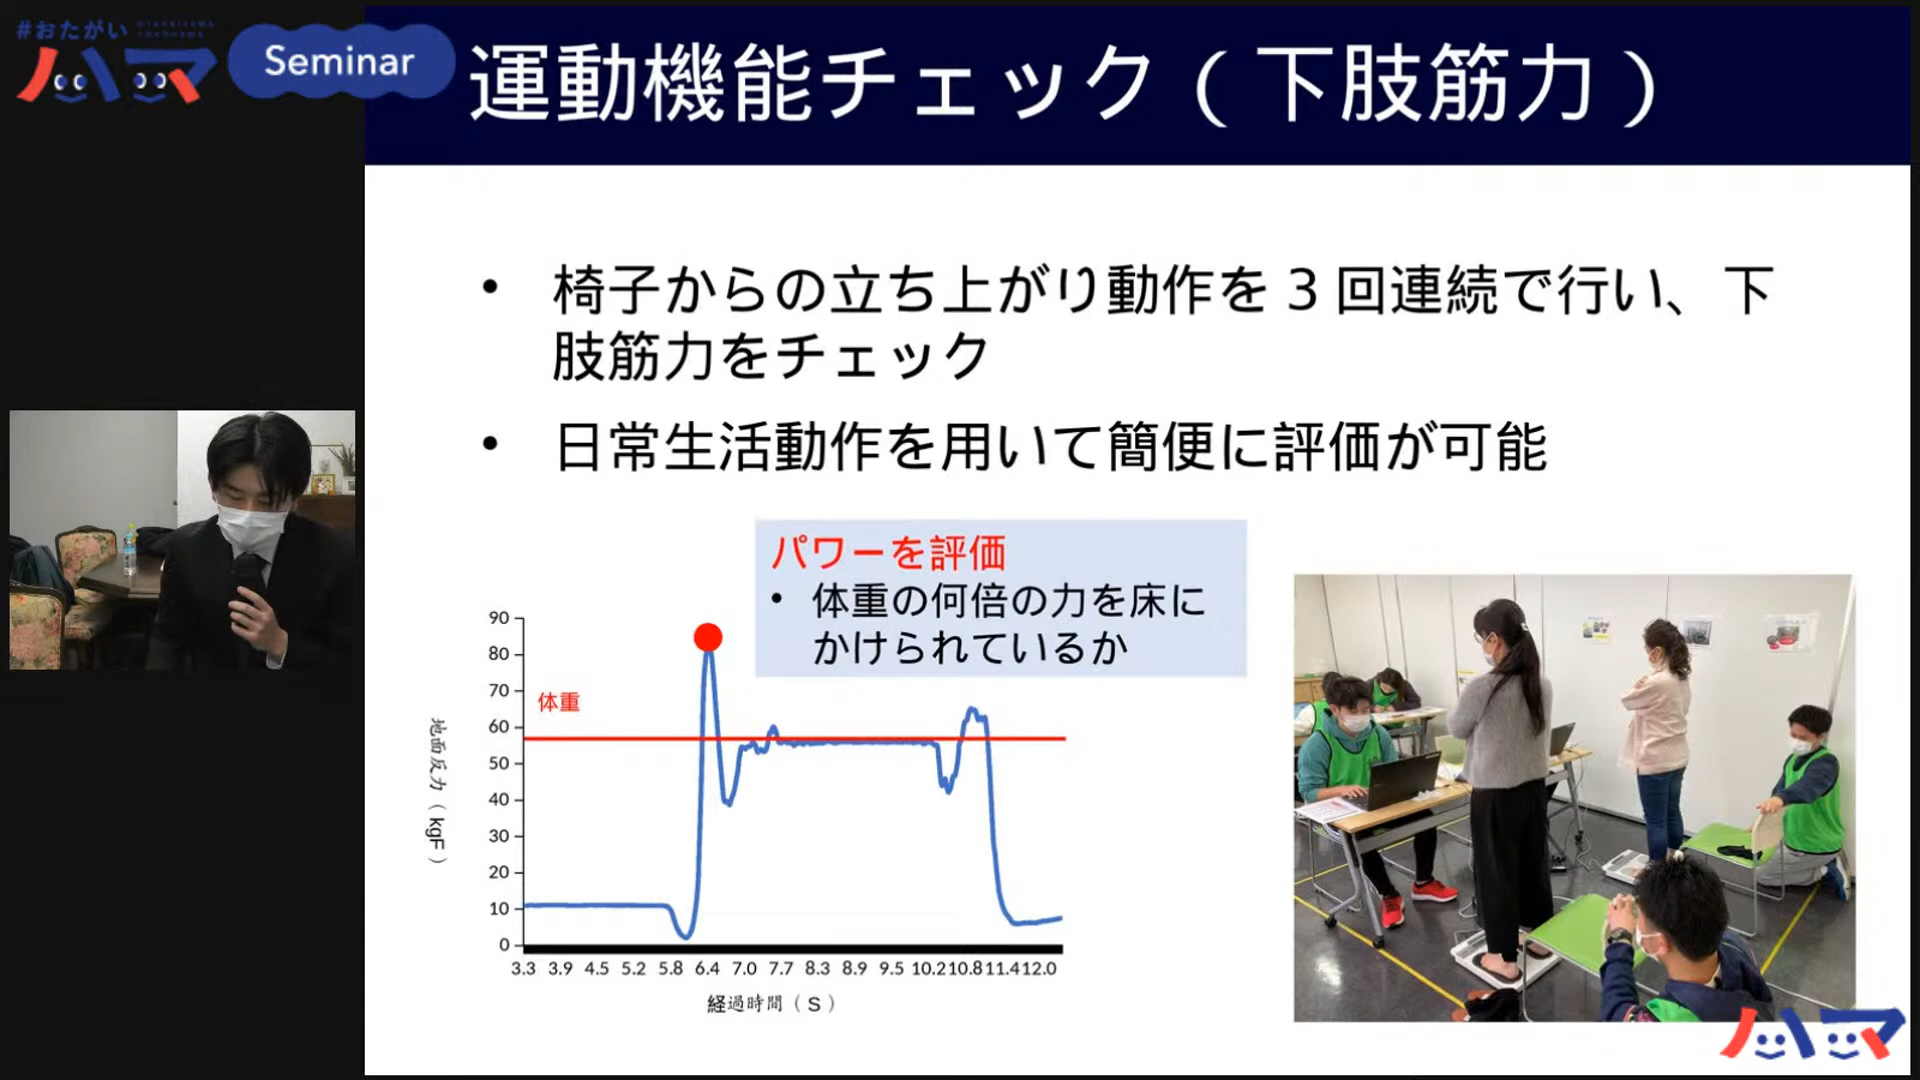 #おたがい
ハマ
Seminar
運動機能チェック(下肢筋力)
• 椅子からの立ち上がり動作を3回連続で行い、下
肢筋力をチェック
• 日常生活動作を用いて簡便に評価が可能
パワーを評価
• 体重の何倍の力を床に
かけられているか
体重
地面反力(kgF)
90
80
70
60
50
40
30
20
10
0
3.3 3.9 4.5 5.2 5.8 6.4 7.0 7.7 8.3 8.9 9.5 10.2 10.8 11.4 12.0
経過時間(S)
ハマ